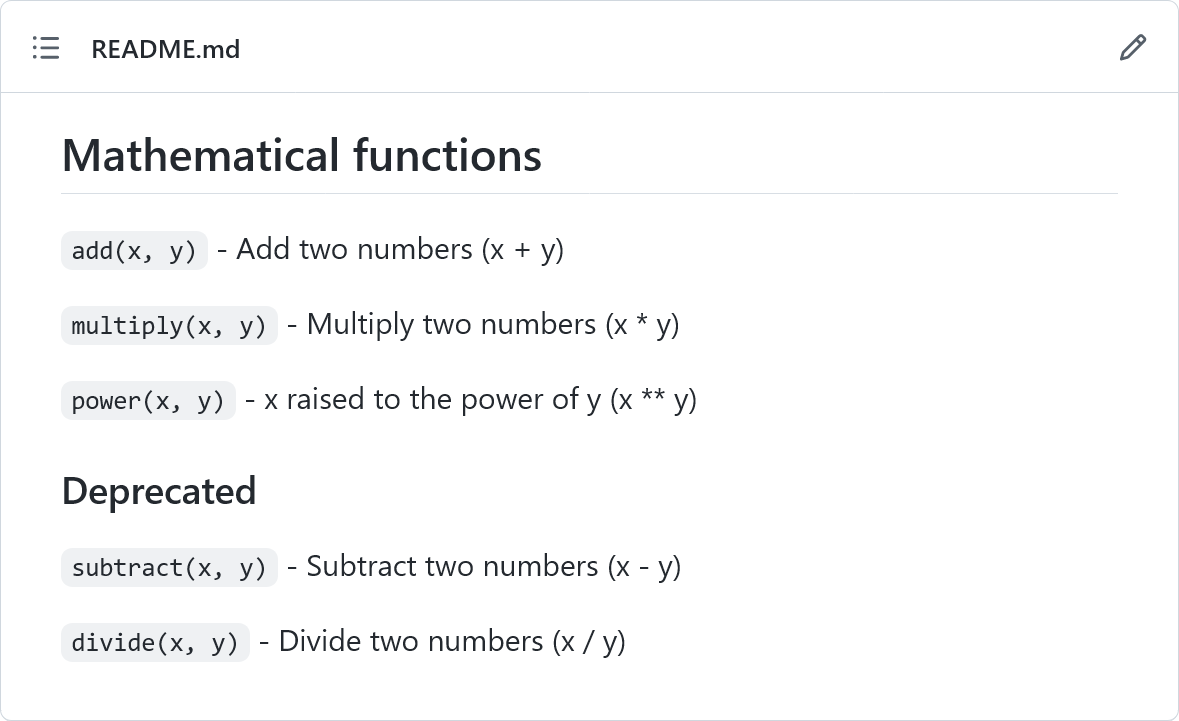 README.md
Mathematical functions
add(x, y) - Add two numbers (x + y)
multiply(x, y) - Multiply two numbers (x * y)
power(x, y) - x raised to the power of y (x ** y)
Deprecated
subtract(x, y) - Subtract two numbers (x - y)
divide(x, y) - Divide two numbers (x / y)